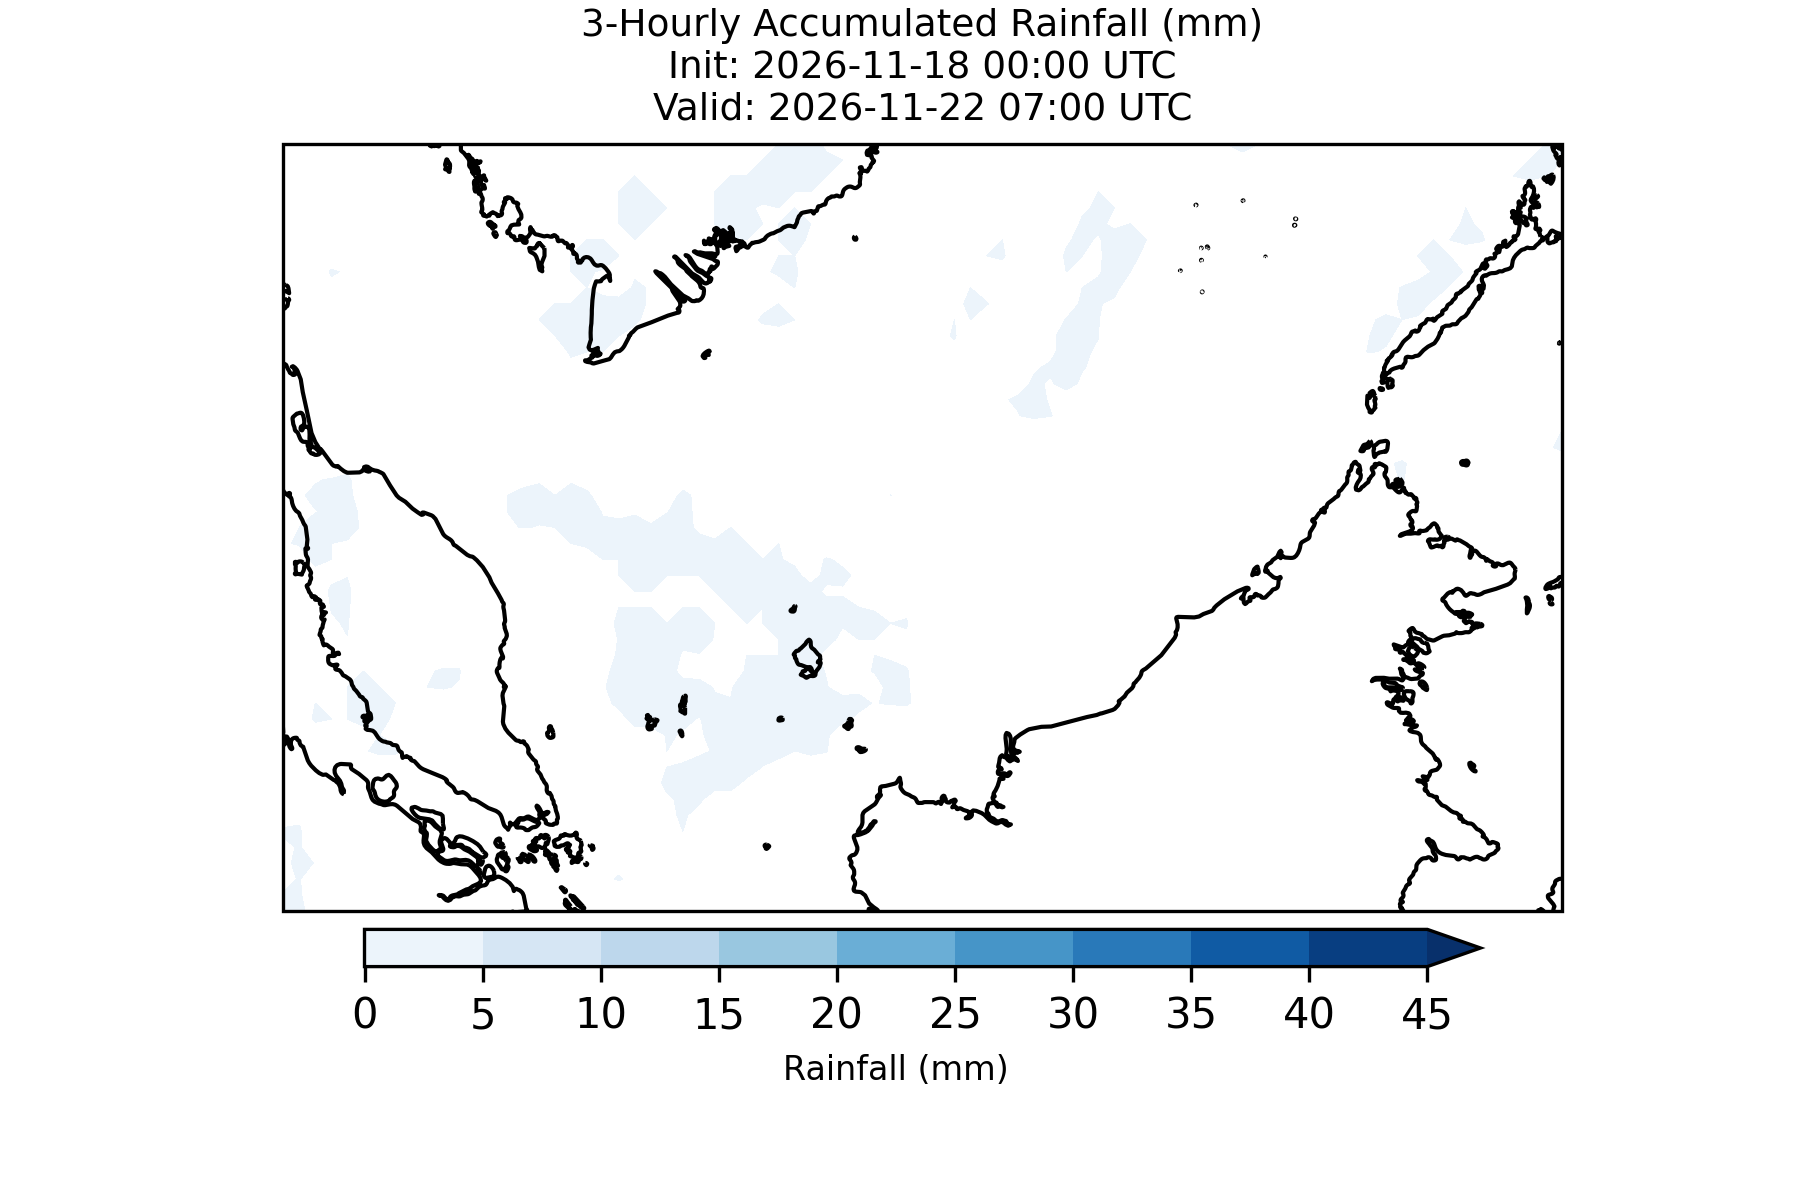 3-Hourly Accumulated Rainfall (mm)
Init: 2026-11-18 00:00 UTC
Valid: 2026-11-22 07:00 UTC
0 5 10 15 20 25 30 35 40 45
Rainfall (mm)